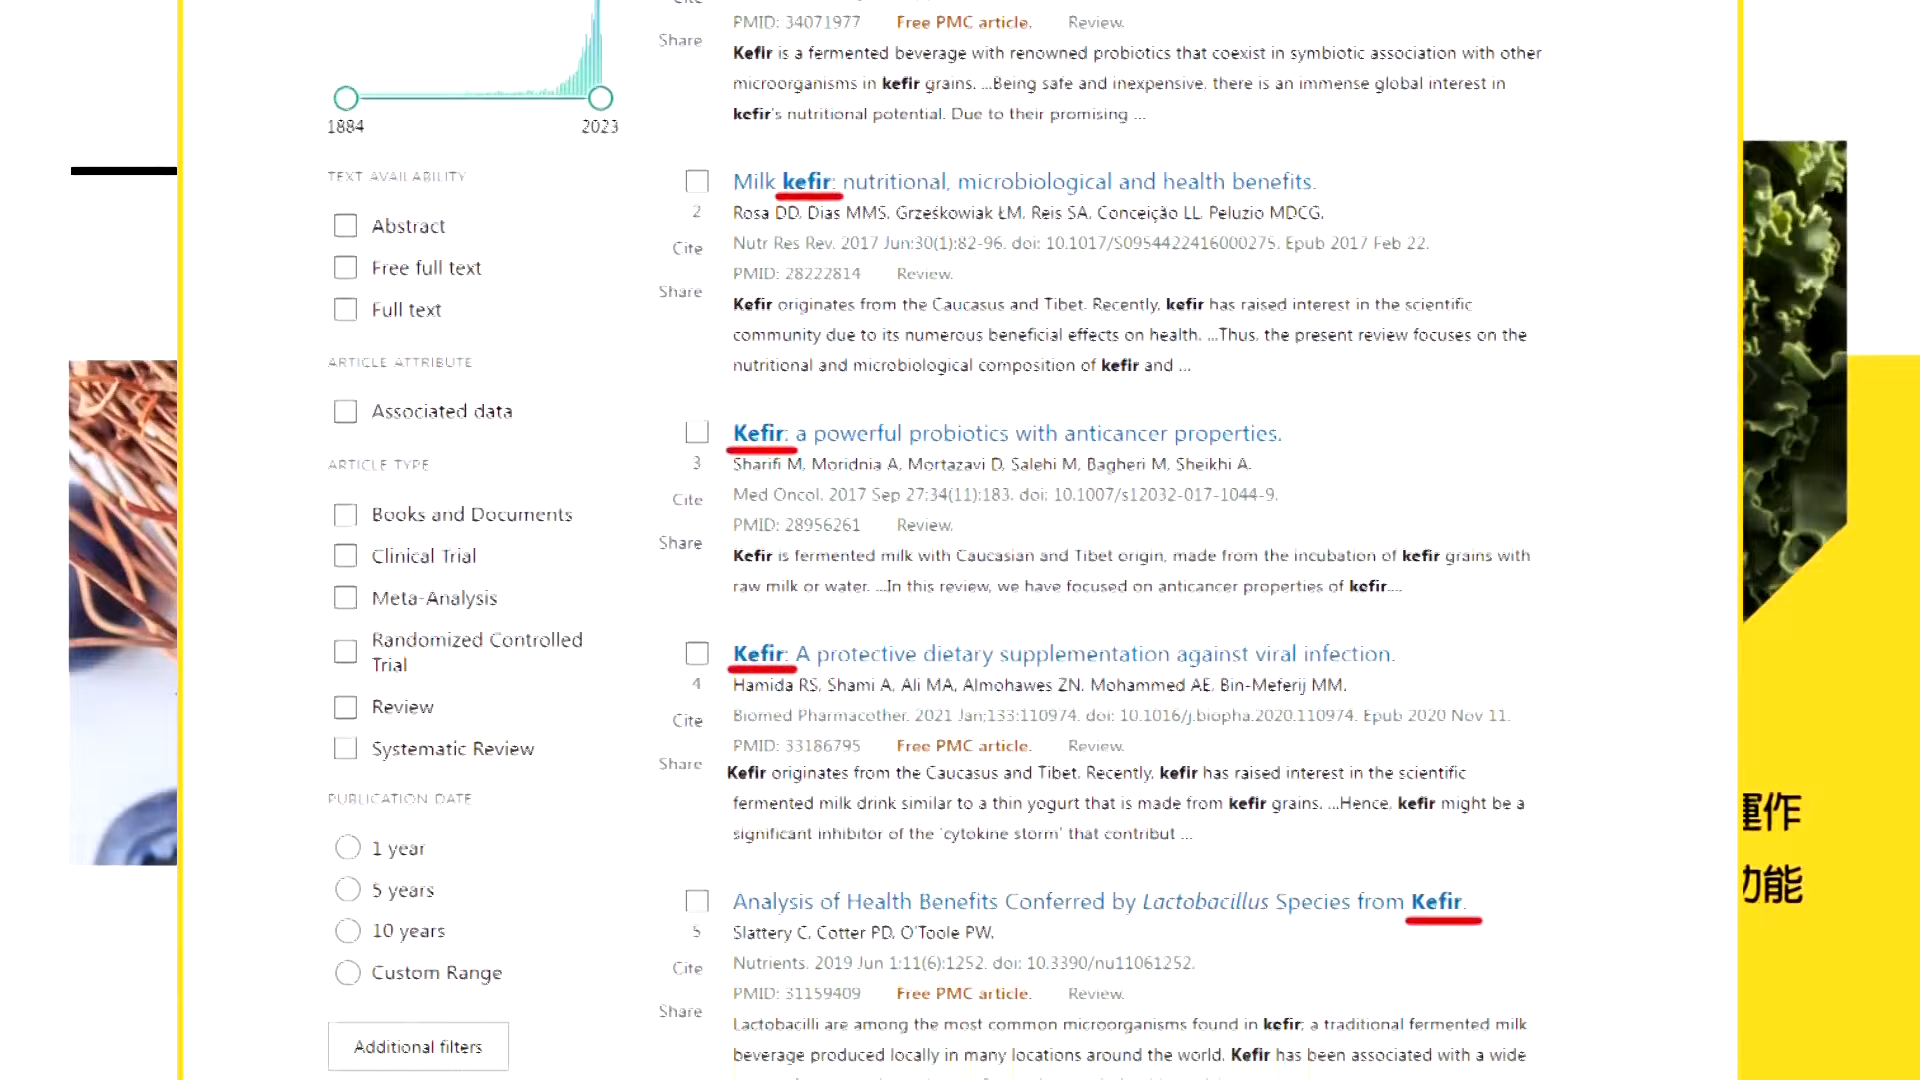 1884
2023
TEXT AVAILABILITY
Abstract
Free full text
Full text
ARTICLE ATTRIBUTE
Associated data
ARTICLE TYPE
Books and Documents
Clinical Trial
Meta-Analysis
Randomized Controlled
Trial
Review
Systematic Review
PUBLICATION DATE
1 year
5 years
10 years
Custom Range
Additional filters
PMID: 34071977 Free PMC article. Review.
Share
Kefir is a fermented beverage with renowned probiotics that coexist in symbiotic association with other
microorganisms in kefir grains. ...Being safe and inexpensive, there is an immense global interest in
kefir's nutritional potential. Due to their promising ...
Milk kefir: nutritional, microbiological and health benefits.
2
Rosa DD, Dias MMS, Grześkowiak ŁM, Reis SA, Conceição LL, Peluzio MDCG.
Cite
Nutr Res Rev. 2017 Jun;30(1):82-96. doi: 10.1017/S0954422416000275. Epub 2017 Feb 22.
PMID: 28222814 Review.
Share
Kefir originates from the Caucasus and Tibet. Recently, kefir has raised interest in the scientific
community due to its numerous beneficial effects on health. ...Thus, the present review focuses on the
nutritional and microbiological composition of kefir and ...
Kefir: a powerful probiotics with anticancer properties.
3
Sharifi M, Moridnia A, Mortazavi D, Salehi M, Bagheri M, Sheikhi A.
Cite
Med Oncol. 2017 Sep 27;34(11):183. doi: 10.1007/s12032-017-1044-9.
PMID: 28956261 Review.
Share
Kefir is fermented milk with Caucasian and Tibet origin, made from the incubation of kefir grains with
raw milk or water. ...In this review, we have focused on anticancer properties of kefir....
Kefir: A protective dietary supplementation against viral infection.
4
Hamida RS, Shami A, Ali MA, Almohawes ZN, Mohammed AE, Bin-Meferij MM.
Cite
Biomed Pharmacother. 2021 Jan;133:110974. doi: 10.1016/j.biopha.2020.110974. Epub 2020 Nov 11.
PMID: 33186795 Free PMC article. Review.
Share
Kefir originates from the Caucasus and Tibet. Recently, kefir has raised interest in the scientific
fermented milk drink similar to a thin yogurt that is made from kefir grains. ...Hence, kefir might be a
significant inhibitor of the 'cytokine storm' that contribut ...
Analysis of Health Benefits Conferred by Lactobacillus Species from Kefir.
5
Slattery C, Cotter PD, O'Toole PW.
Cite
Nutrients. 2019 Jun 1;11(6):1252. doi: 10.3390/nu11061252.
PMID: 31159409 Free PMC article. Review.
Share
Lactobacilli are among the most common microorganisms found in kefir; a traditional fermented milk
beverage produced locally in many locations around the world. Kefir has been associated with a wide
運作
功能